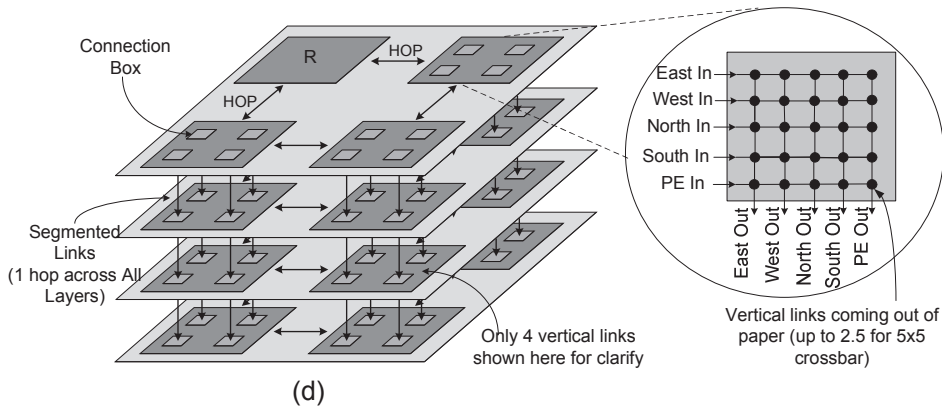 Connection
Box
R
HOP
HOP
Segmented
Links
(1 hop across All
Layers)
Only 4 vertical links
shown here for clarify
(d)
East In
West In
North In
South In
PE In
East Out
West Out
North Out
South Out
PE Out
Vertical links coming out of
paper (up to 2.5 for 5x5
crossbar)